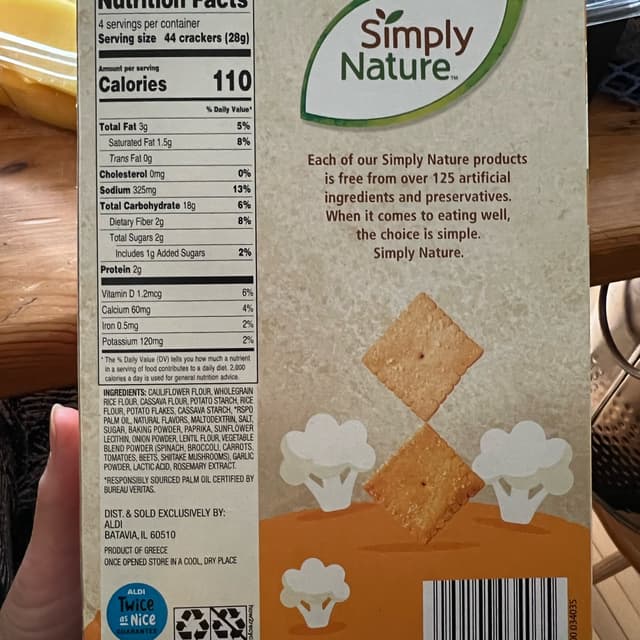 Nutrition Facts
4 servings per container
Serving size 44 crackers (28g)
Amount per serving
Calories 110
% Daily Value*
Total Fat 3g 5%
Saturated Fat 1.5g 8%
Trans Fat 0g
Cholesterol 0mg 0%
Sodium 325mg 13%
Total Carbohydrate 18g 6%
Dietary Fiber 2g 8%
Total Sugars 2g
Includes 1g Added Sugars 2%
Protein 2g
Vitamin D 1.2mcg 6%
Calcium 60mg 4%
Iron 0.5mg 2%
Potassium 120mg 2%
* The % Daily Value (DV) tells you how much a nutrient
in a serving of food contributes to a daily diet. 2,000
calories a day is used for general nutrition advice.
INGREDIENTS: CAULIFLOWER FLOUR, WHOLEGRAIN
RICE FLOUR, CASSAVA FLOUR, POTATO STARCH, RICE
FLOUR, POTATO FLAKES, CASSAVA STARCH, *RSPO
PALM OIL, NATURAL FLAVORS, MALTODEXTRIN, SALT,
SUGAR, BAKING POWDER, PAPRIKA, SUNFLOWER
LECITHIN, ONION POWDER, LENTIL FLOUR, VEGETABLE
BLEND POWDER (SPINACH, BROCCOLI, CARROTS,
TOMATOES, BEETS, SHIITAKE MUSHROOMS), GARLIC
POWDER, LACTIC ACID, ROSEMARY EXTRACT.
*RESPONSIBLY SOURCED PALM OIL CERTIFIED BY
BUREAU VERITAS.
DIST. & SOLD EXCLUSIVELY BY:
ALDI
BATAVIA, IL 60510
PRODUCT OF GREECE
ONCE OPENED STORE IN A COOL, DRY PLACE
ALDI
Twice
as Nice
GUARANTEE
Simply
Nature™
Each of our Simply Nature products
is free from over 125 artificial
ingredients and preservatives.
When it comes to eating well,
the choice is simple.
Simply Nature.